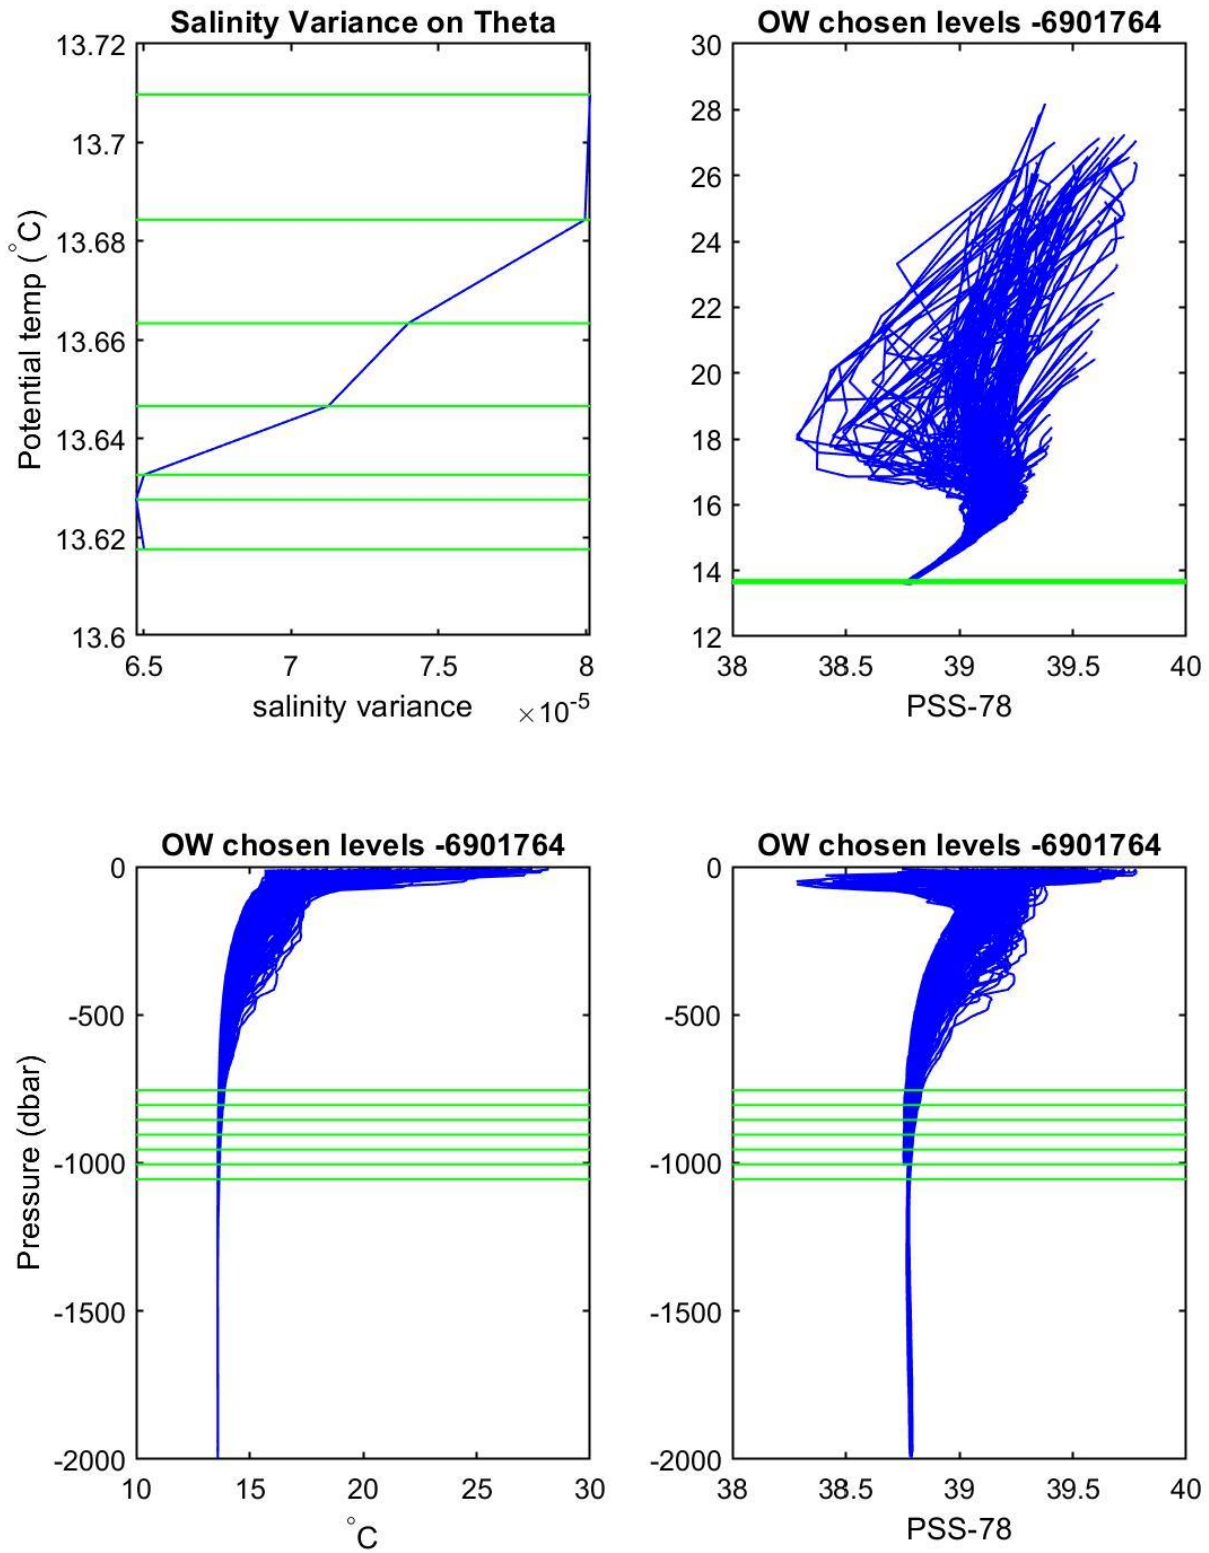 Salinity Variance on Theta
13.72
13.7
13.68
13.66
13.64
13.62
13.6
Potential temp (°C)
6.5 7 7.5 8
salinity variance ×10-5
OW chosen levels -6901764
30
28
26
24
22
20
18
16
14
12
38 38.5 39 39.5 40
PSS-78
OW chosen levels -6901764
0
-500
-1000
-1500
-2000
Pressure (dbar)
10 15 20 25 30
°C
OW chosen levels -6901764
0
-500
-1000
-1500
-2000
38 38.5 39 39.5 40
PSS-78